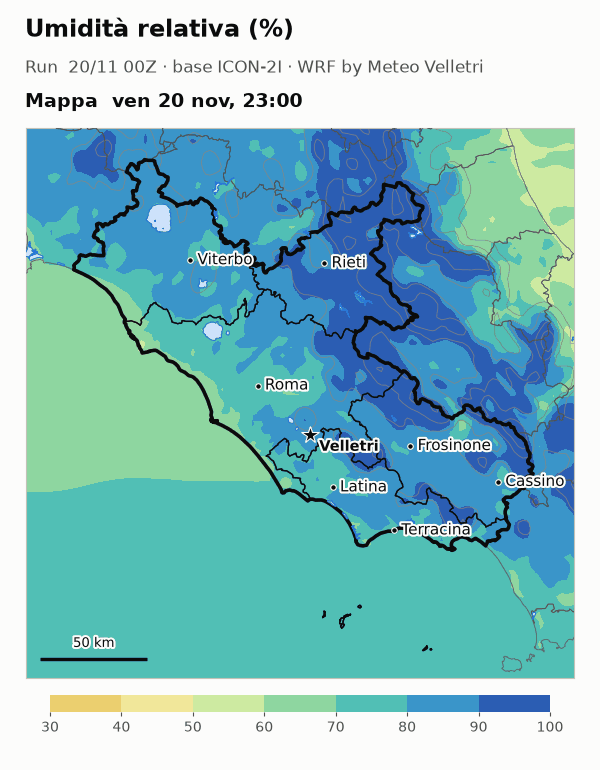 Umidità relativa (%)
Run  20/11 00Z · base ICON-2I · WRF by Meteo Velletri
Mappa  ven 20 nov, 23:00
Viterbo
Rieti
Roma
Velletri
Frosinone
Cassino
Latina
Terracina
50 km
30 40 50 60 70 80 90 100